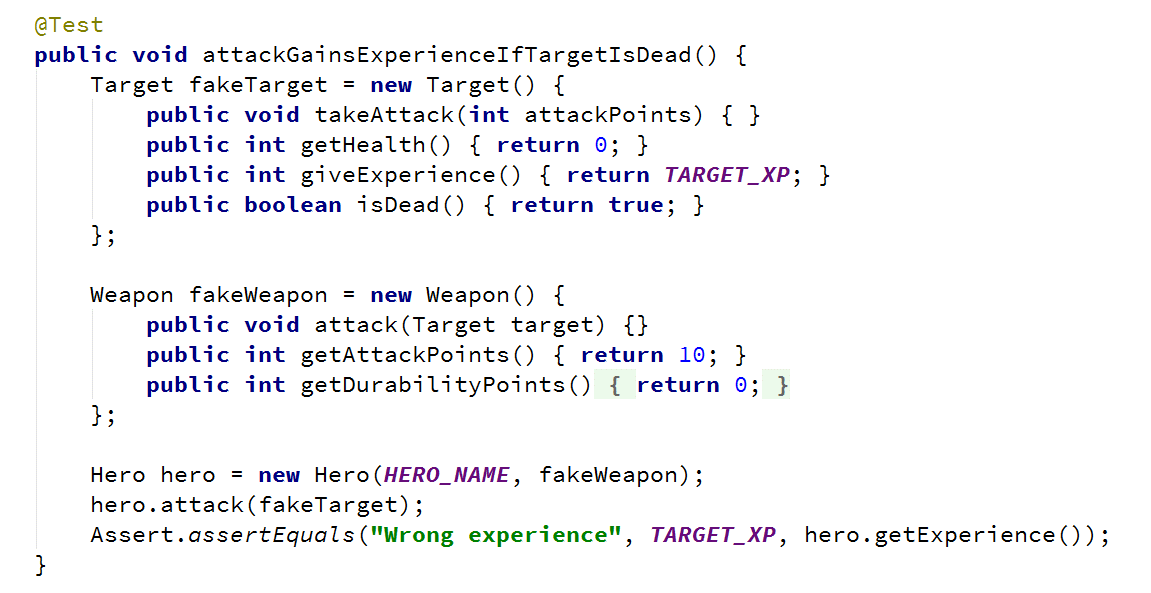 @Test
public void attackGainsExperienceIfTargetIsDead() {
    Target fakeTarget = new Target() {
        public void takeAttack(int attackPoints) { }
        public int getHealth() { return 0; }
        public int giveExperience() { return TARGET_XP; }
        public boolean isDead() { return true; }
    };

    Weapon fakeWeapon = new Weapon() {
        public void attack(Target target) {}
        public int getAttackPoints() { return 10; }
        public int getDurabilityPoints() { return 0; }
    };

    Hero hero = new Hero(HERO_NAME, fakeWeapon);
    hero.attack(fakeTarget);
    Assert.assertEquals("Wrong experience", TARGET_XP, hero.getExperience());
}